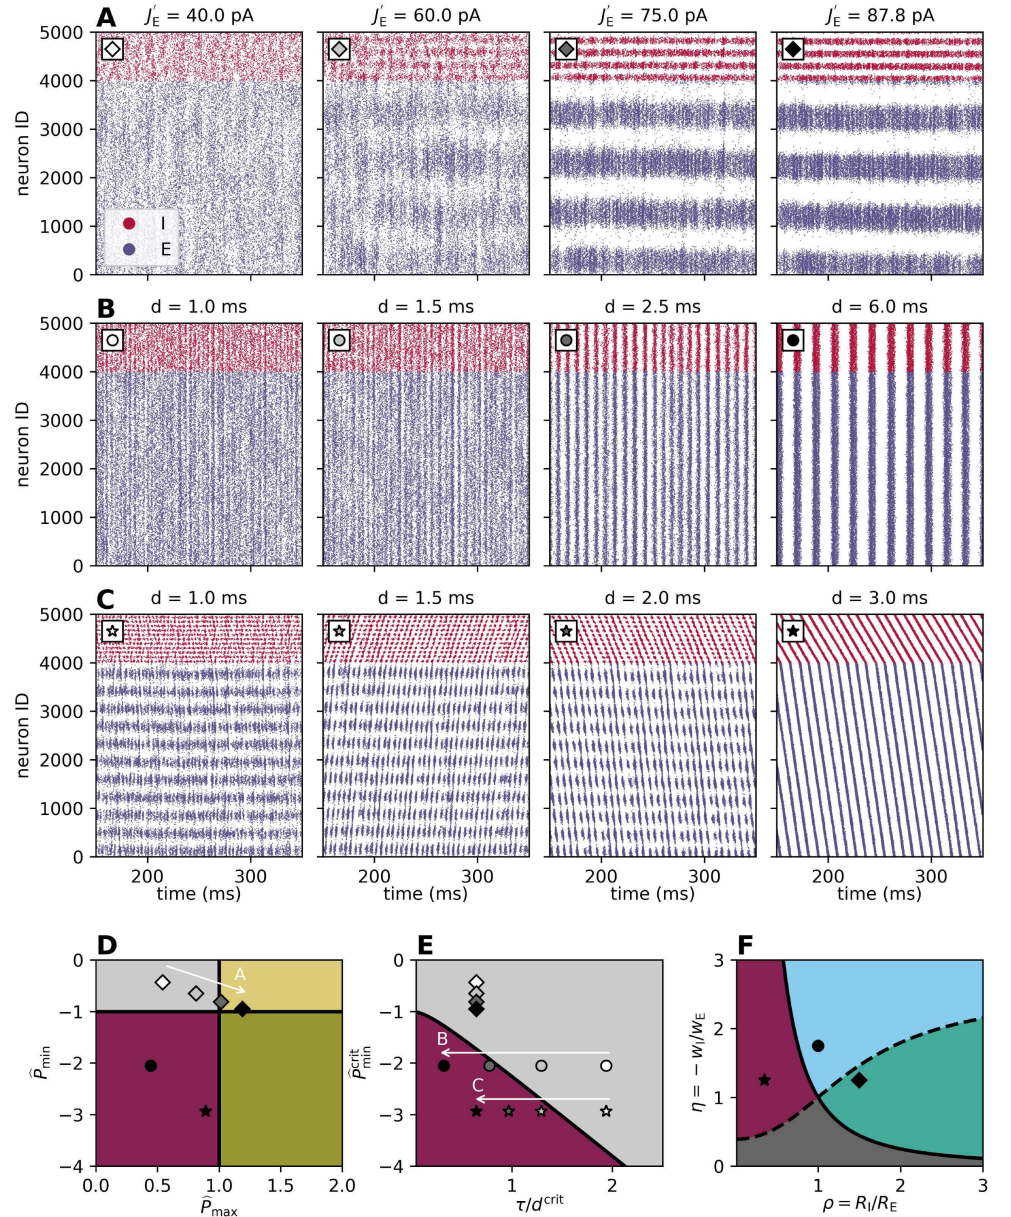 A
J′E = 40.0 pA
J′E = 60.0 pA
J′E = 75.0 pA
J′E = 87.8 pA
neuron ID
5000
4000
3000
2000
1000
0
I
E
B
d = 1.0 ms
d = 1.5 ms
d = 2.5 ms
d = 6.0 ms
neuron ID
5000
4000
3000
2000
1000
0
C
d = 1.0 ms
d = 1.5 ms
d = 2.0 ms
d = 3.0 ms
neuron ID
5000
4000
3000
2000
1000
0
200 300
200 300
200 300
200 300
time (ms)
time (ms)
time (ms)
time (ms)
D
P̂min
0
−1
−2
−3
−4
A
0.0 0.5 1.0 1.5 2.0
P̂max
E
P̂critmin
0
−1
−2
−3
−4
B
C
1 2
τ/dcrit
F
η = − wI/wE
3
2
1
0
0 1 2 3
ρ = RI/RE